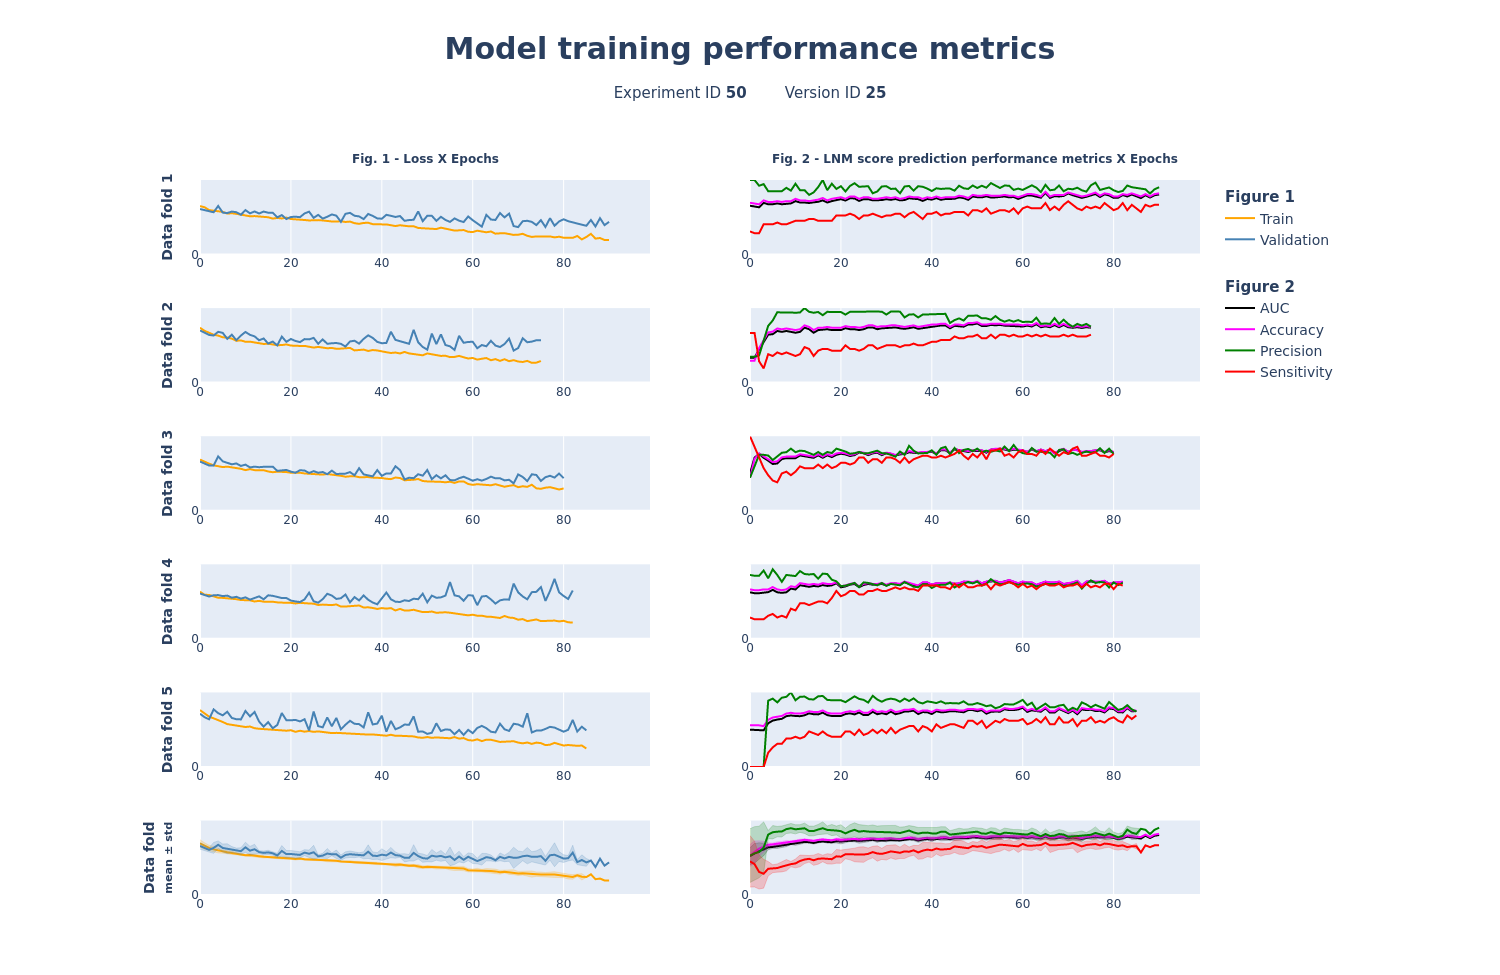 Model training performance metrics
Experiment ID 50 Version ID 25
Fig. 1 - Loss X Epochs
Fig. 2 - LNM score prediction performance metrics X Epochs
Data fold 1
0
0 20 40 60 80
0
0 20 40 60 80
Figure 1
Train
Validation
Figure 2
AUC
Accuracy
Precision
Sensitivity
Data fold 2
0
0 20 40 60 80
0
0 20 40 60 80
Data fold 3
0
0 20 40 60 80
0
0 20 40 60 80
Data fold 4
0
0 20 40 60 80
0
0 20 40 60 80
Data fold 5
0
0 20 40 60 80
0
0 20 40 60 80
Data fold
mean ± std
0
0 20 40 60 80
0
0 20 40 60 80